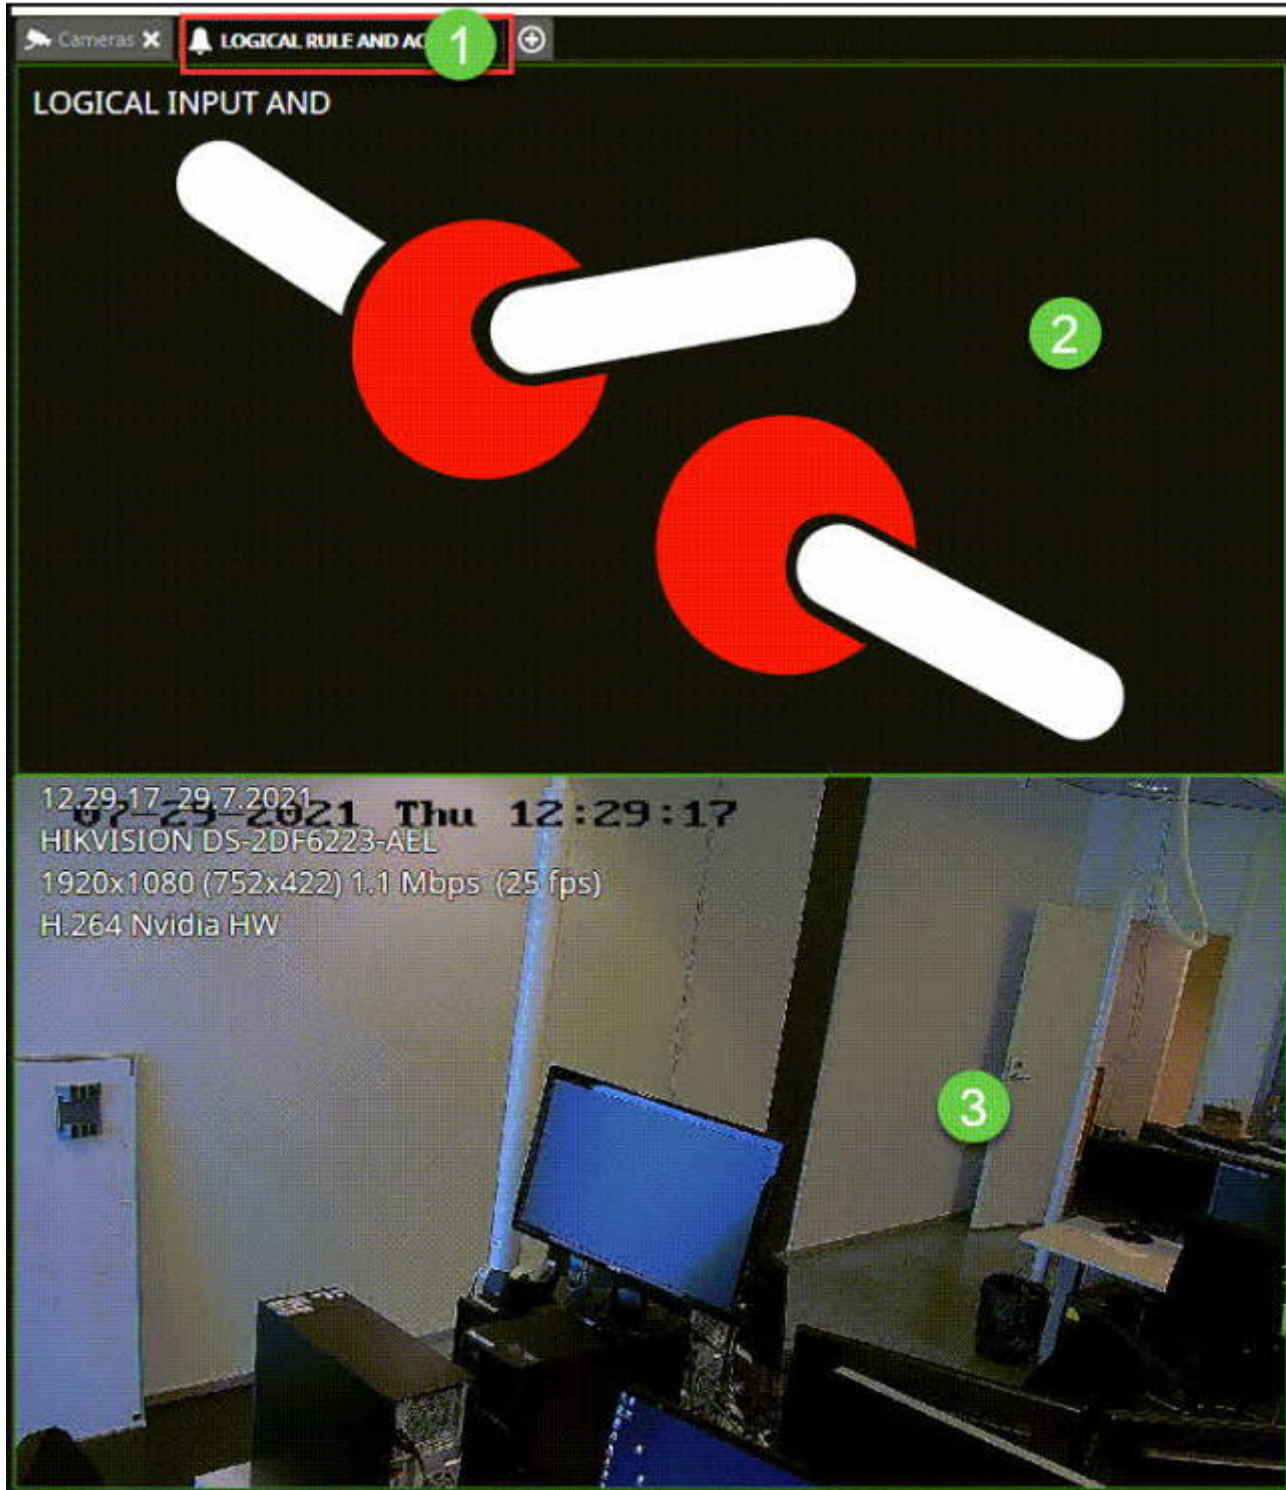 Cameras
LOGICAL RULE AND AC
1
LOGICAL INPUT AND
2
12.29.17 29.7.2021
07-29-2021 Thu 12:29:17
HIKVISION DS-2DF6223-AEL
1920x1080 (752x422) 1.1 Mbps (25 fps)
H.264 Nvidia HW
3